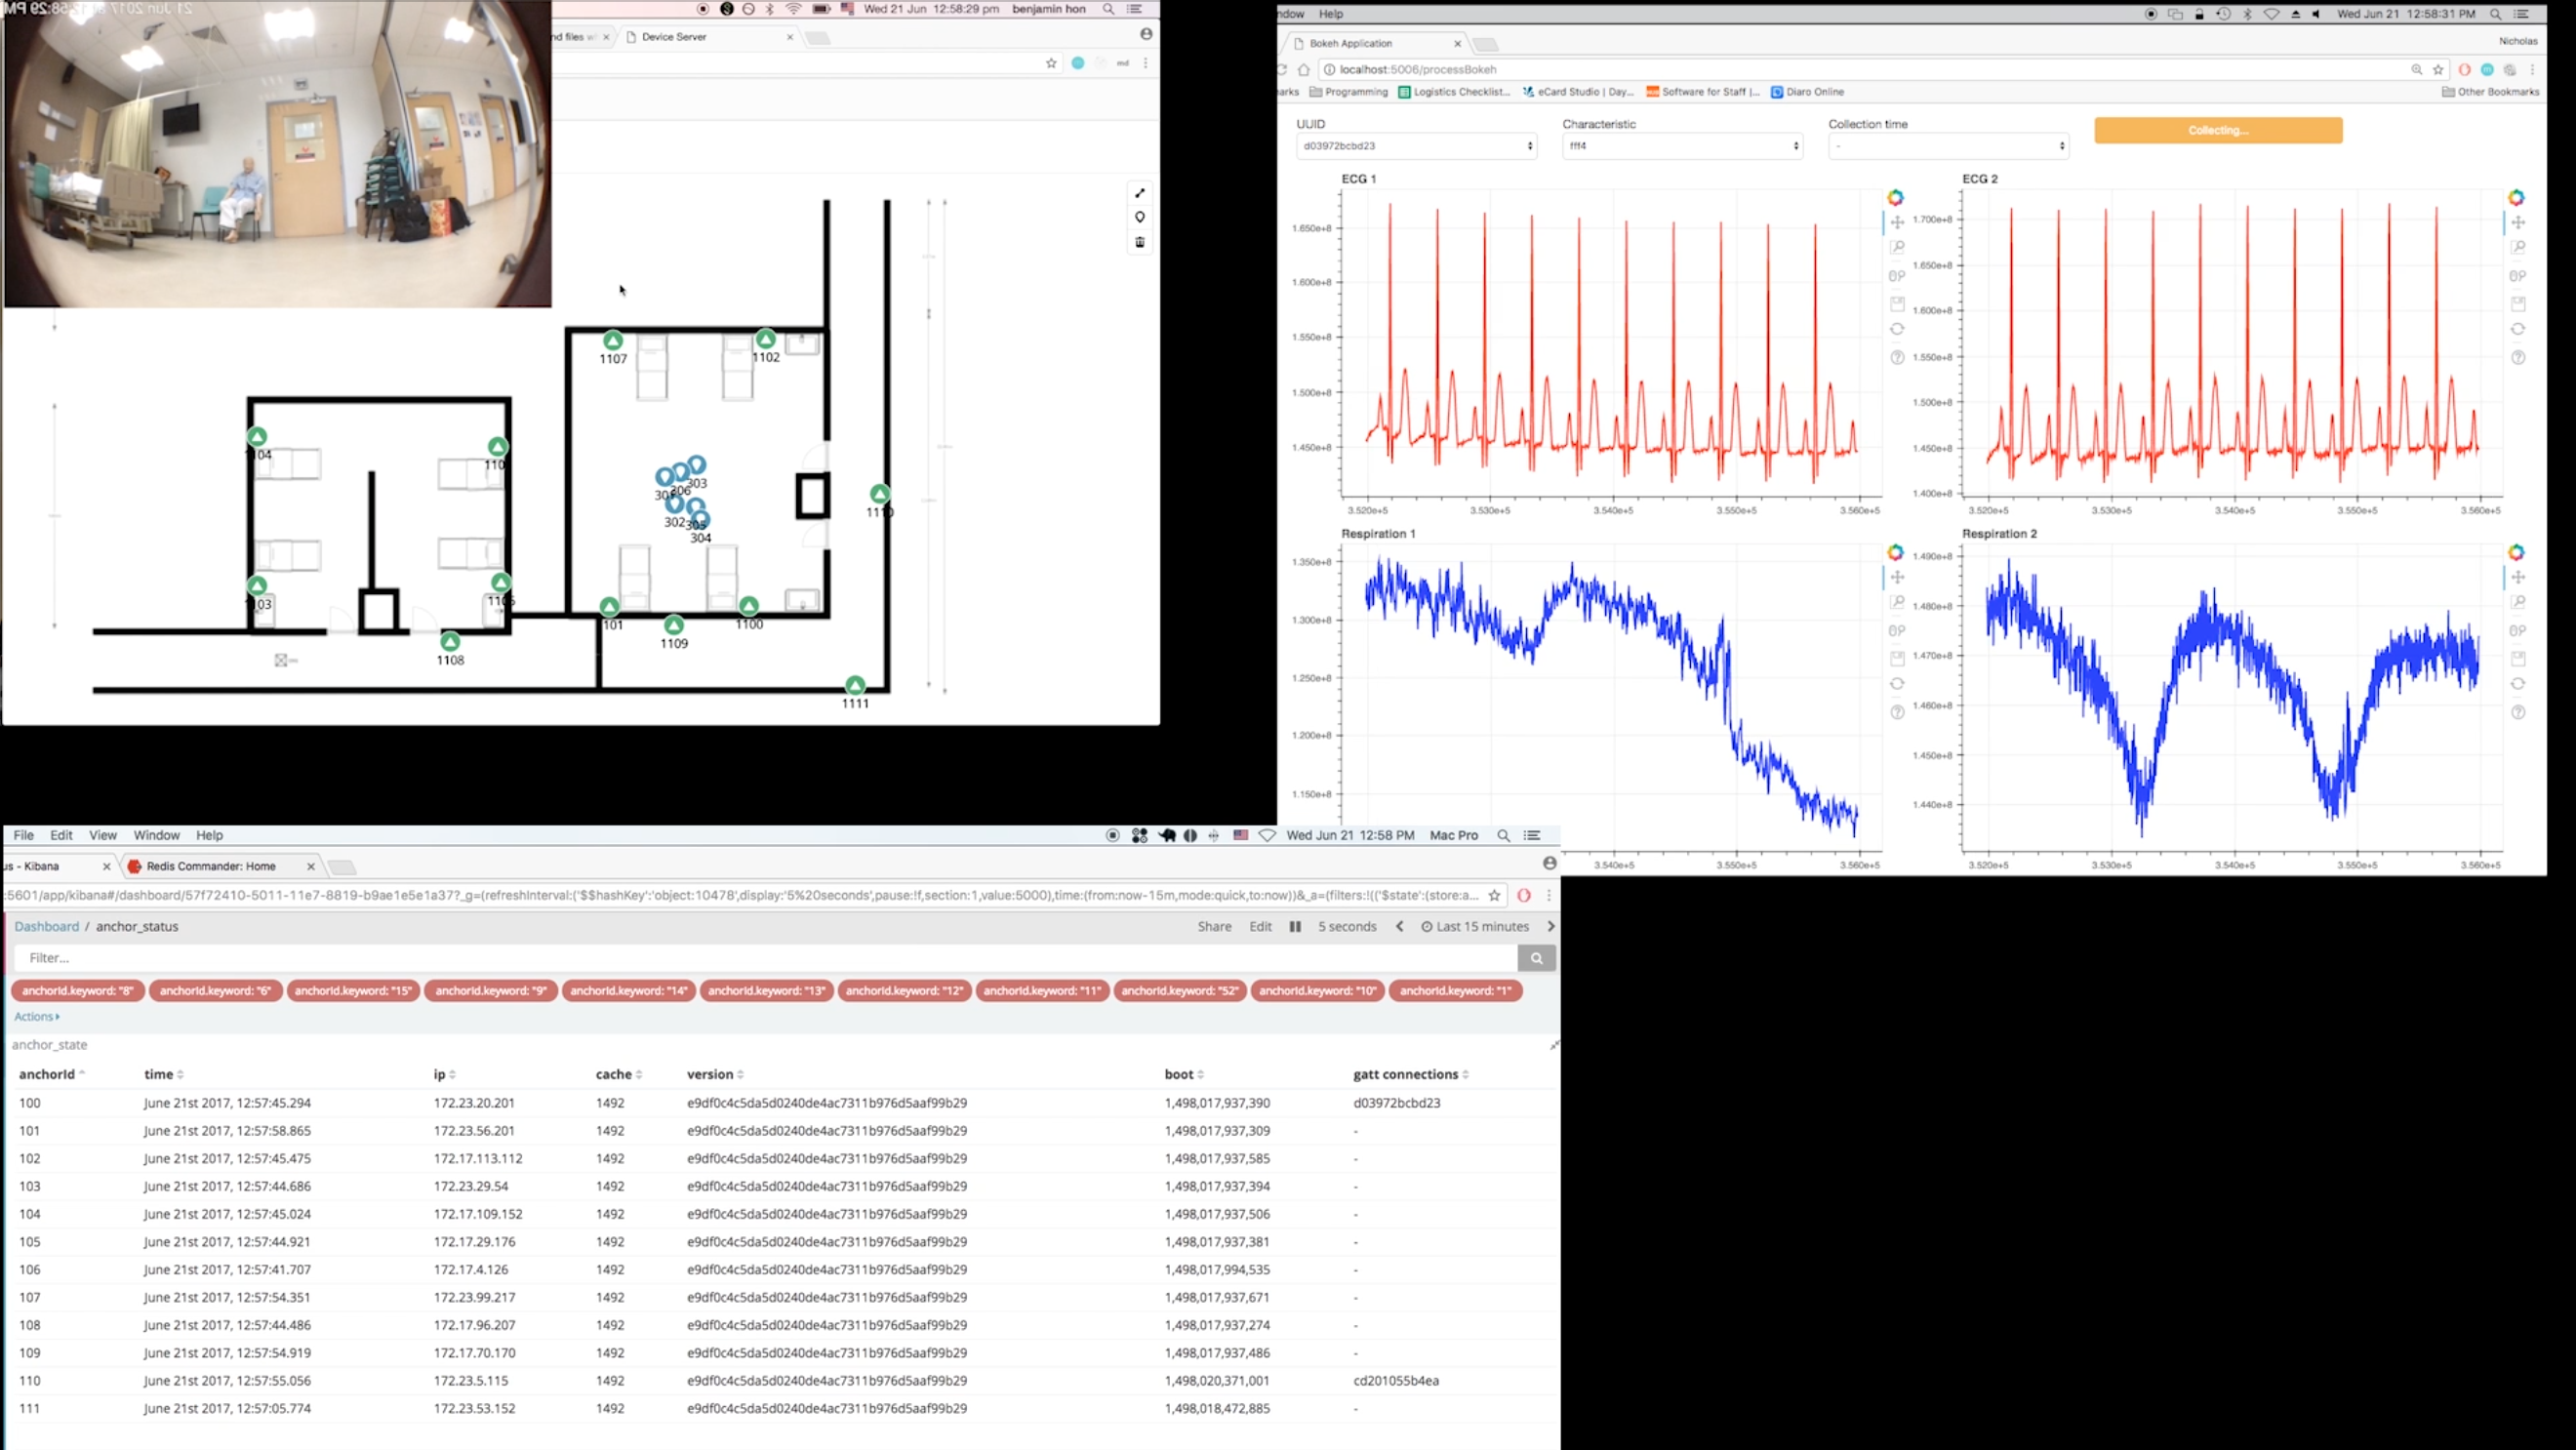 21 Jun 2017 at 12:58:29 PM
Wed 21 Jun 12:58:29 pm benjamin hon
nd files w
Device Server
md
1107
1102
1104
110
303
306
302
305
304
1110
1103
1105
101
1109
1100
1108
1111
ndow Help
Wed Jun 21 12:58:31 PM
Bokeh Application
Nicholas
localhost:5006/processBokeh
arks Programming Logistics Checklist... eCard Studio | Day... Software for Staff |... Diaro Online Other Bookmarks
UUID Characteristic Collection time
d03972bcbd23 fff4 - Collecting...
ECG 1
1.650e+8
1.600e+8
1.550e+8
1.500e+8
1.450e+8
3.520e+5 3.530e+5 3.540e+5 3.550e+5 3.560e+5
ECG 2
1.700e+8
1.650e+8
1.600e+8
1.550e+8
1.500e+8
1.450e+8
1.400e+8
3.520e+5 3.530e+5 3.540e+5 3.550e+5 3.560e+5
Respiration 1
1.350e+8
1.300e+8
1.250e+8
1.200e+8
1.150e+8
3.540e+5 3.550e+5 3.560e+5
Respiration 2
1.490e+8
1.480e+8
1.470e+8
1.460e+8
1.450e+8
1.440e+8
3.520e+5 3.530e+5 3.540e+5 3.550e+5 3.560e+5
File Edit View Window Help
Wed Jun 21 12:58 PM Mac Pro
us - Kibana
Redis Commander: Home
:5601/app/kibana#/dashboard/57f72410-5011-11e7-8819-b9ae1e5e1a37?_g=(refreshInterval:('$$hashKey':'object:10478',display:'5%20seconds',pause:!f,section:1,value:5000),time:(from:now-15m,mode:quick,to:now))&_a=(filters:!(('$state':(store:a...
Dashboard / anchor_status
Share Edit 5 seconds Last 15 minutes
Filter...
anchorId.keyword: "8" anchorId.keyword: "6" anchorId.keyword: "15" anchorId.keyword: "9" anchorId.keyword: "14" anchorId.keyword: "13" anchorId.keyword: "12" anchorId.keyword: "11" anchorId.keyword: "52" anchorId.keyword: "10" anchorId.keyword: "1"
Actions
anchor_state
anchorId time ip cache version boot gatt connections
100 June 21st 2017, 12:57:45.294 172.23.20.201 1492 e9df0c4c5da5d0240de4ac7311b976d5aaf99b29 1,498,017,937,390 d03972bcbd23
101 June 21st 2017, 12:57:58.865 172.23.56.201 1492 e9df0c4c5da5d0240de4ac7311b976d5aaf99b29 1,498,017,937,309 -
102 June 21st 2017, 12:57:45.475 172.17.113.112 1492 e9df0c4c5da5d0240de4ac7311b976d5aaf99b29 1,498,017,937,585 -
103 June 21st 2017, 12:57:44.686 172.23.29.54 1492 e9df0c4c5da5d0240de4ac7311b976d5aaf99b29 1,498,017,937,394 -
104 June 21st 2017, 12:57:45.024 172.17.109.152 1492 e9df0c4c5da5d0240de4ac7311b976d5aaf99b29 1,498,017,937,506 -
105 June 21st 2017, 12:57:44.921 172.17.29.176 1492 e9df0c4c5da5d0240de4ac7311b976d5aaf99b29 1,498,017,937,381 -
106 June 21st 2017, 12:57:41.707 172.17.4.126 1492 e9df0c4c5da5d0240de4ac7311b976d5aaf99b29 1,498,017,994,535 -
107 June 21st 2017, 12:57:54.351 172.23.99.217 1492 e9df0c4c5da5d0240de4ac7311b976d5aaf99b29 1,498,017,937,671 -
108 June 21st 2017, 12:57:44.486 172.17.96.207 1492 e9df0c4c5da5d0240de4ac7311b976d5aaf99b29 1,498,017,937,274 -
109 June 21st 2017, 12:57:54.919 172.17.70.170 1492 e9df0c4c5da5d0240de4ac7311b976d5aaf99b29 1,498,017,937,486 -
110 June 21st 2017, 12:57:55.056 172.23.5.115 1492 e9df0c4c5da5d0240de4ac7311b976d5aaf99b29 1,498,020,371,001 cd201055b4ea
111 June 21st 2017, 12:57:05.774 172.23.53.152 1492 e9df0c4c5da5d0240de4ac7311b976d5aaf99b29 1,498,018,472,885 -